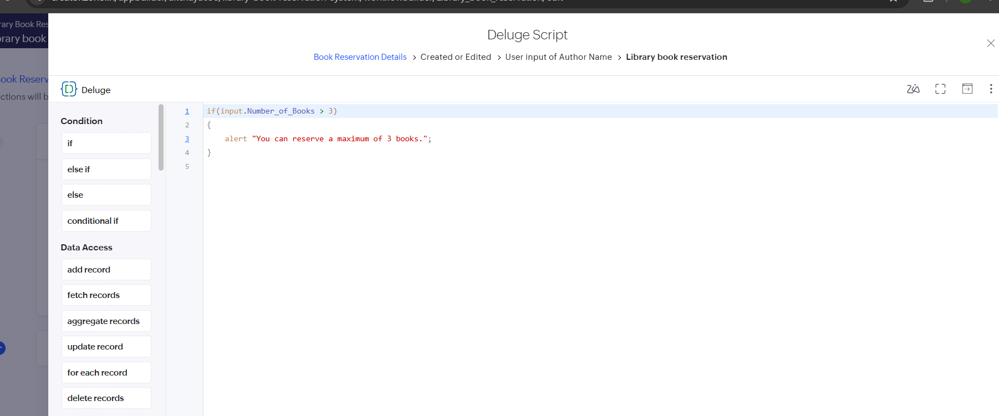 rary Book Res
brary book
ook Reserv
ctions will b
Deluge Script
Book Reservation Details > Created or Edited > User input of Author Name > Library book reservation
Deluge
Condition
if
else if
else
conditional if
Data Access
add record
fetch records
aggregate records
update record
for each record
delete records
1 if(input.Number_of_Books > 3)
2 {
3 alert "You can reserve a maximum of 3 books.";
4 }
5